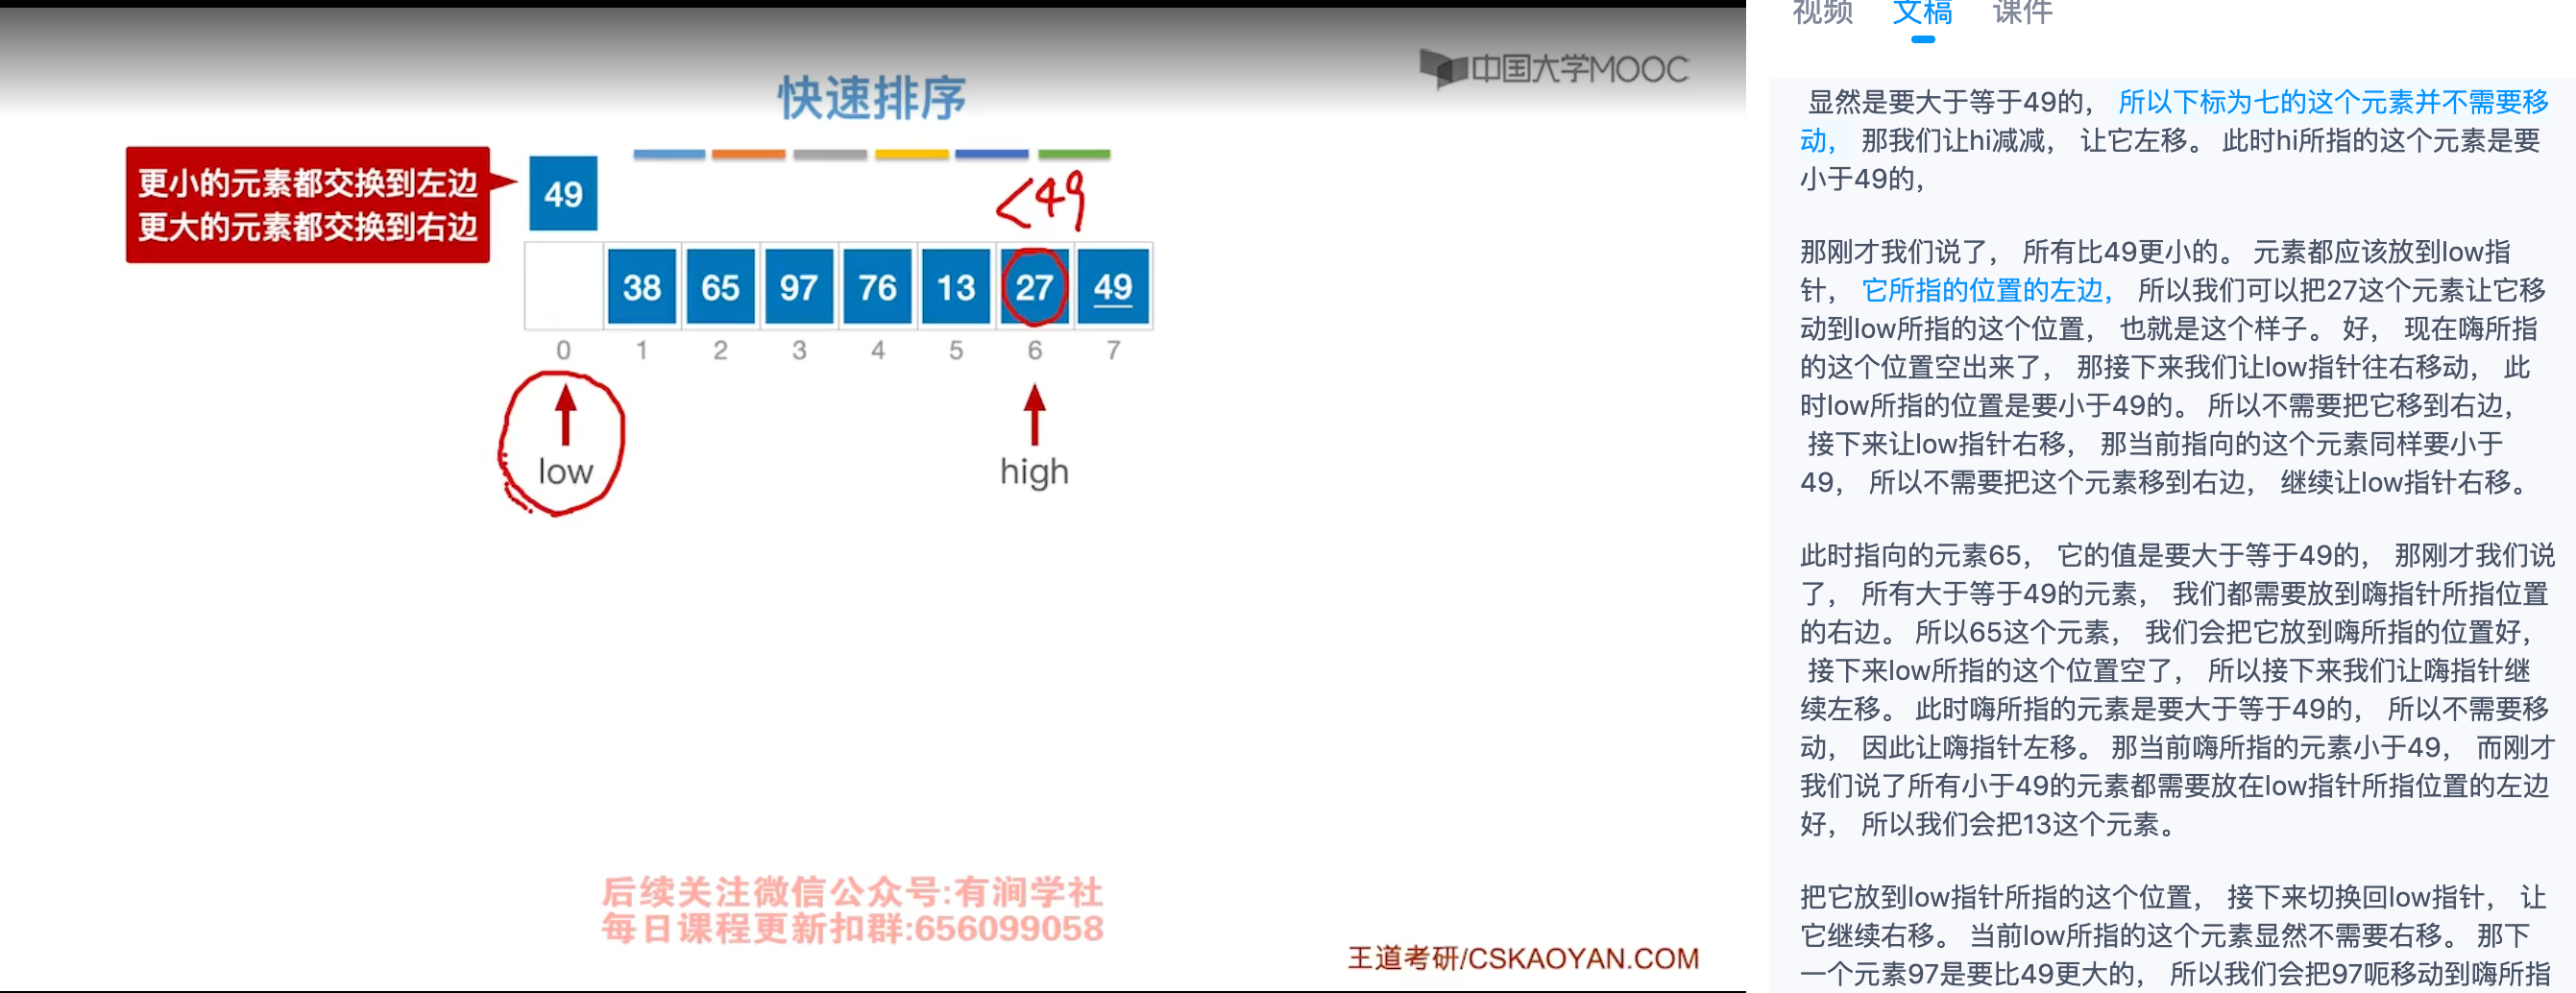 中国大学MOOC
快速排序
更小的元素都交换到左边
更大的元素都交换到右边
49
<49
38 65 97 76 13 27 49
0 1 2 3 4 5 6 7
low
high
后续关注微信公众号:有涧学社
每日课程更新扣群:656099058
王道考研/CSKAOYAN.COM
视频 文稿 课件
显然是要大于等于49的， 所以下标为七的这个元素并不需要移
动， 那我们让hi减减， 让它左移。 此时hi所指的这个元素是要
小于49的，
那刚才我们说了， 所有比49更小的。 元素都应该放到low指
针， 它所指的位置的左边， 所以我们可以把27这个元素让它移
动到low所指的这个位置， 也就是这个样子。 好， 现在嗨所指
的这个位置空出来了， 那接下来我们让low指针往右移动， 此
时low所指的位置是要小于49的。 所以不需要把它移到右边，
接下来让low指针右移， 那当前指向的这个元素同样要小于
49， 所以不需要把这个元素移到右边， 继续让low指针右移。
此时指向的元素65， 它的值是要大于等于49的， 那刚才我们说
了， 所有大于等于49的元素， 我们都需要放到嗨指针所指位置
的右边。 所以65这个元素， 我们会把它放到嗨所指的位置好，
接下来low所指的这个位置空了， 所以接下来我们让嗨指针继
续左移。 此时嗨所指的元素是要大于等于49的， 所以不需要移
动， 因此让嗨指针左移。 那当前嗨所指的元素小于49， 而刚才
我们说了所有小于49的元素都需要放在low指针所指位置的左边
好， 所以我们会把13这个元素。
把它放到low指针所指的这个位置， 接下来切换回low指针， 让
它继续右移。 当前low所指的这个元素显然不需要右移。 那下
一个元素97是要比49更大的， 所以我们会把97呃移动到嗨所指